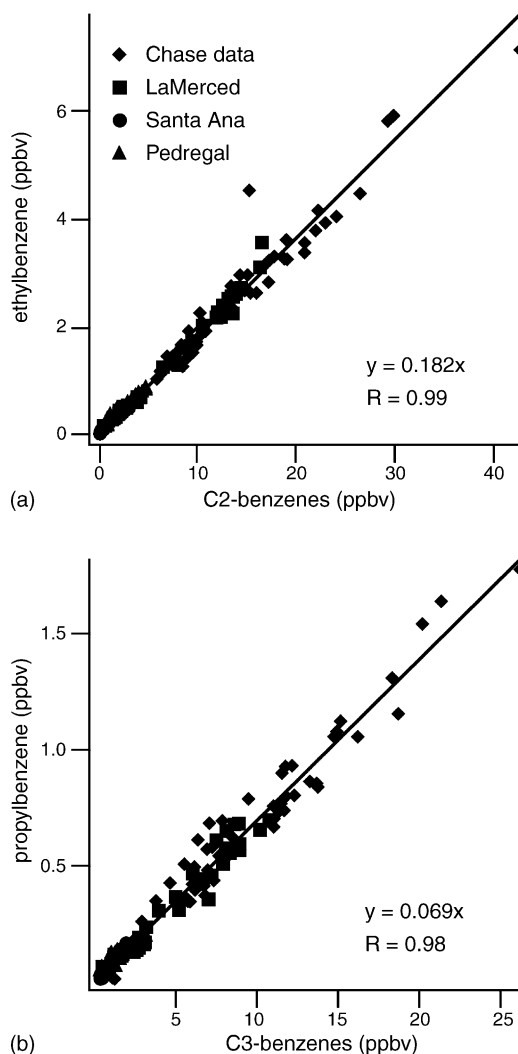 Chase data
LaMerced
Santa Ana
Pedregal
6
4
2
0
ethylbenzene (ppbv)
y = 0.182x
R = 0.99
0 10 20 30 40
(a) C2-benzenes (ppbv)
1.5
1.0
0.5
propylbenzene (ppbv)
y = 0.069x
R = 0.98
5 10 15 20 25
(b) C3-benzenes (ppbv)